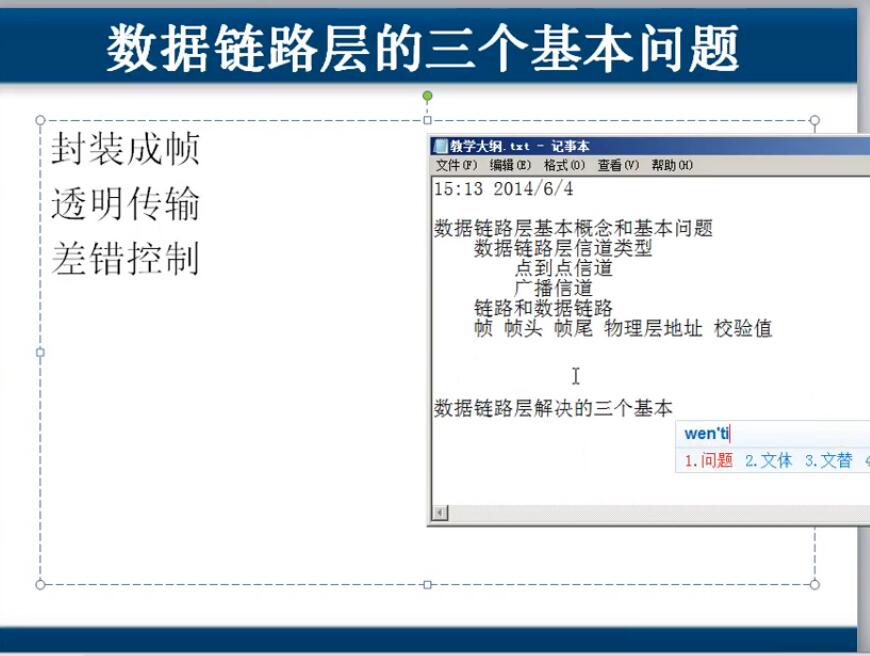 数据链路层的三个基本问题
封装成帧
透明传输
差错控制
教学大纲.txt - 记事本
文件(F) 编辑(E) 格式(O) 查看(V) 帮助(H)
15:13 2014/6/4
数据链路层基本概念和基本问题
数据链路层信道类型
点到点信道
广播信道
链路和数据链路
帧 帧头 帧尾 物理层地址 校验值
数据链路层解决的三个基本
wen'ti
1.问题 2.文体 3.文替 4